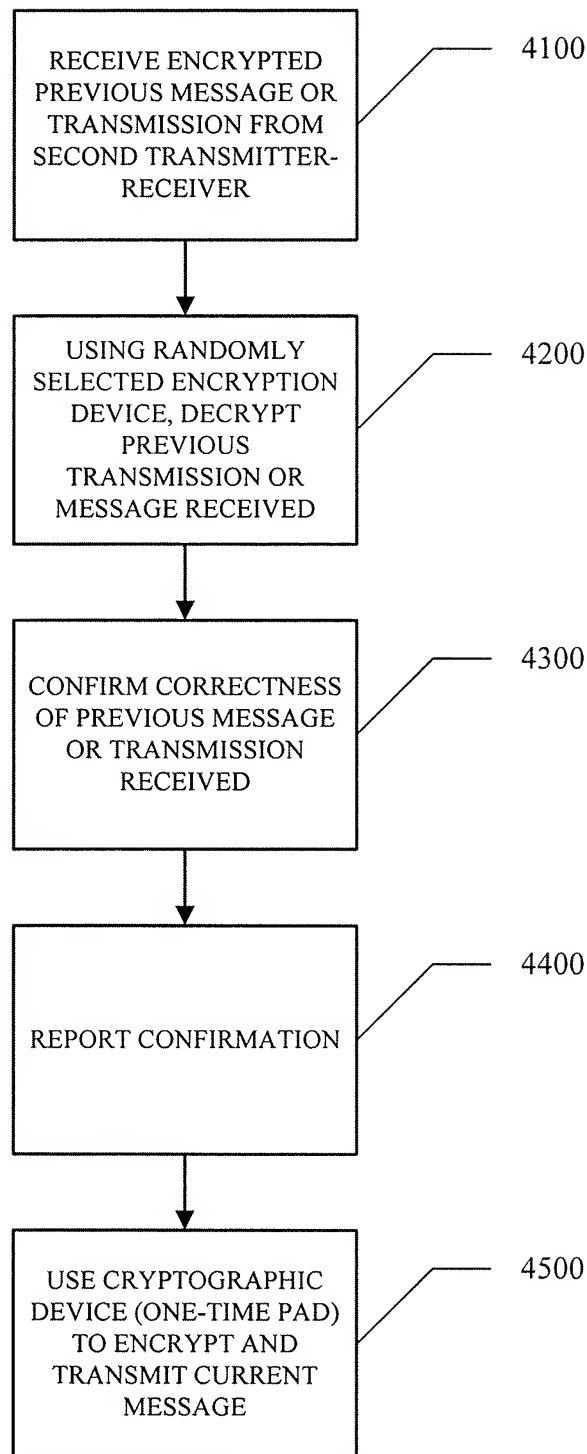 RECEIVE ENCRYPTED
PREVIOUS MESSAGE OR
TRANSMISSION FROM
SECOND TRANSMITTER-
RECEIVER
4100
USING RANDOMLY
SELECTED ENCRYPTION
DEVICE, DECRYPT
PREVIOUS
TRANSMISSION OR
MESSAGE RECEIVED
4200
CONFIRM CORRECTNESS
OF PREVIOUS MESSAGE
OR TRANSMISSION
RECEIVED
4300
REPORT CONFIRMATION
4400
USE CRYPTOGRAPHIC
DEVICE (ONE-TIME PAD)
TO ENCRYPT AND
TRANSMIT CURRENT
MESSAGE
4500